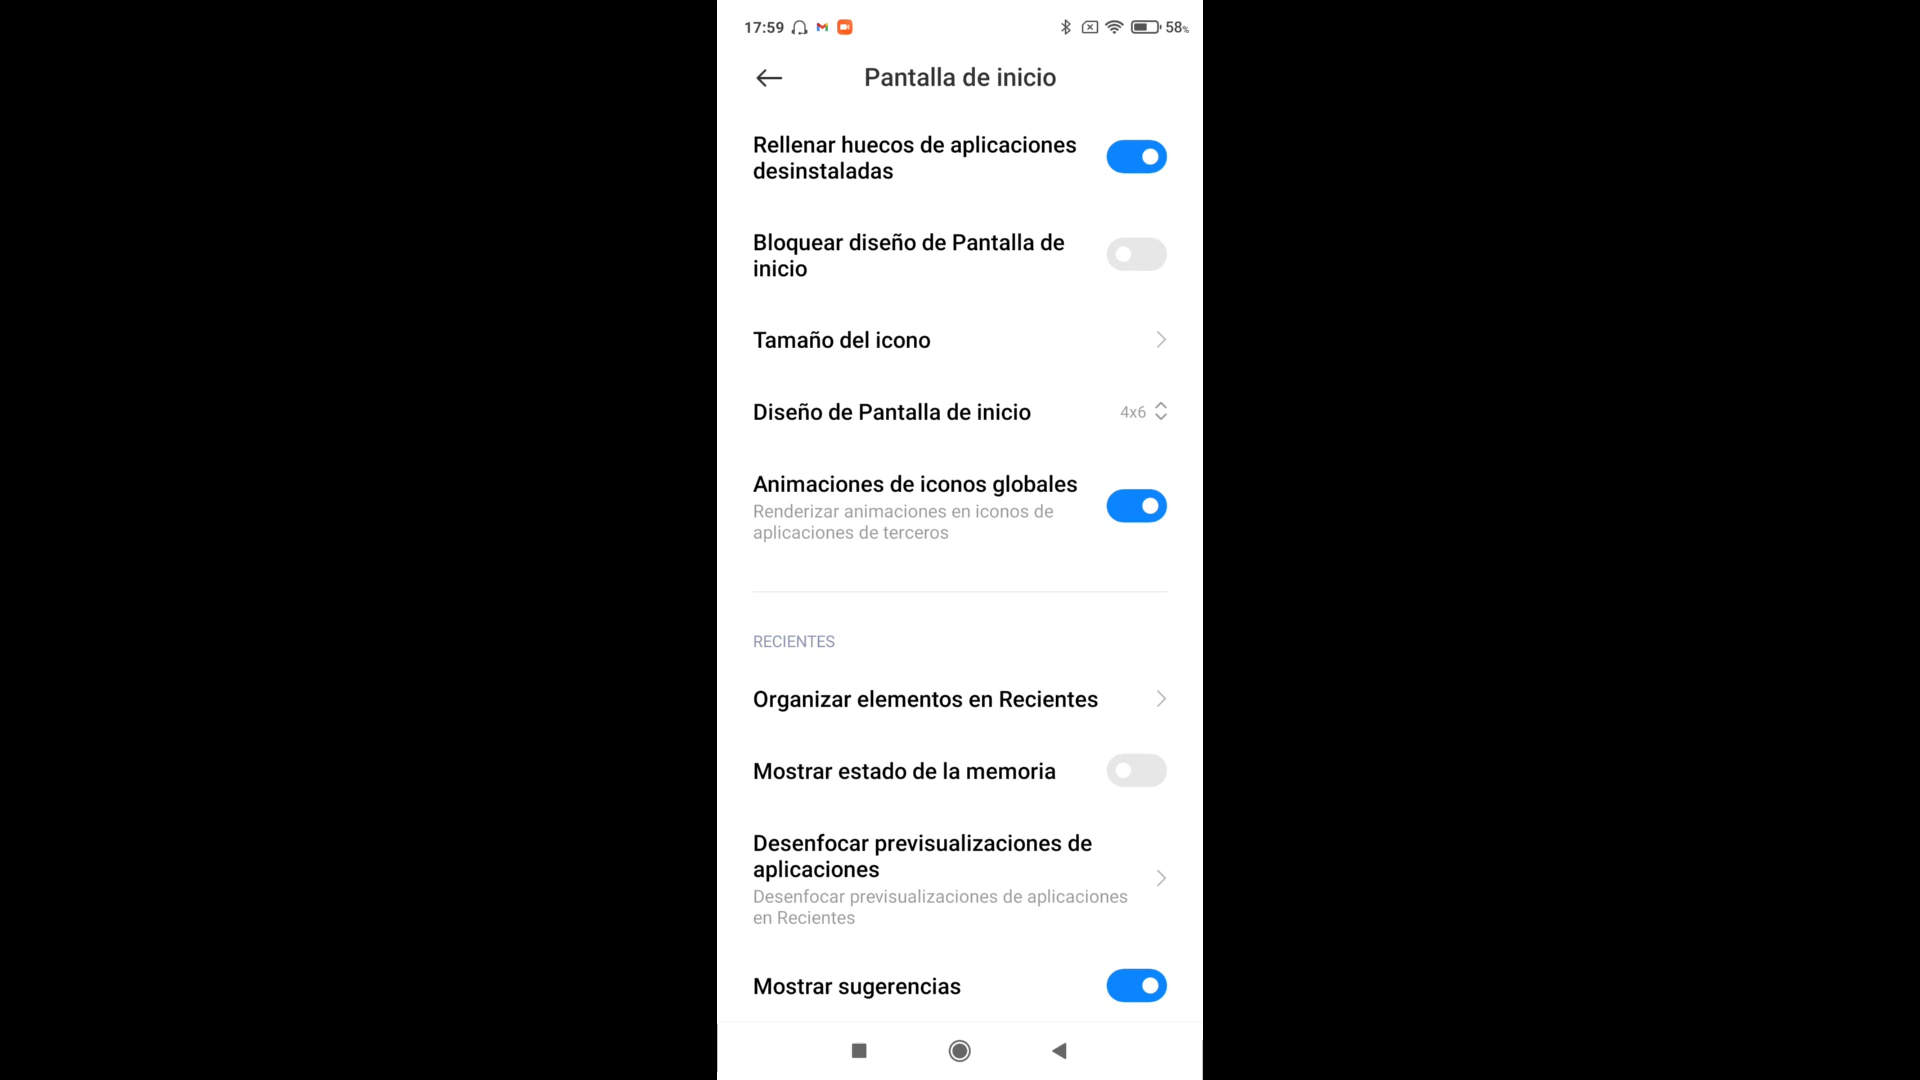 17:59 58%
Pantalla de inicio
Rellenar huecos de aplicaciones
desinstaladas
Bloquear diseño de Pantalla de
inicio
Tamaño del icono
Diseño de Pantalla de inicio 4x6
Animaciones de iconos globales
Renderizar animaciones en iconos de
aplicaciones de terceros
RECIENTES
Organizar elementos en Recientes
Mostrar estado de la memoria
Desenfocar previsualizaciones de
aplicaciones
Desenfocar previsualizaciones de aplicaciones
en Recientes
Mostrar sugerencias